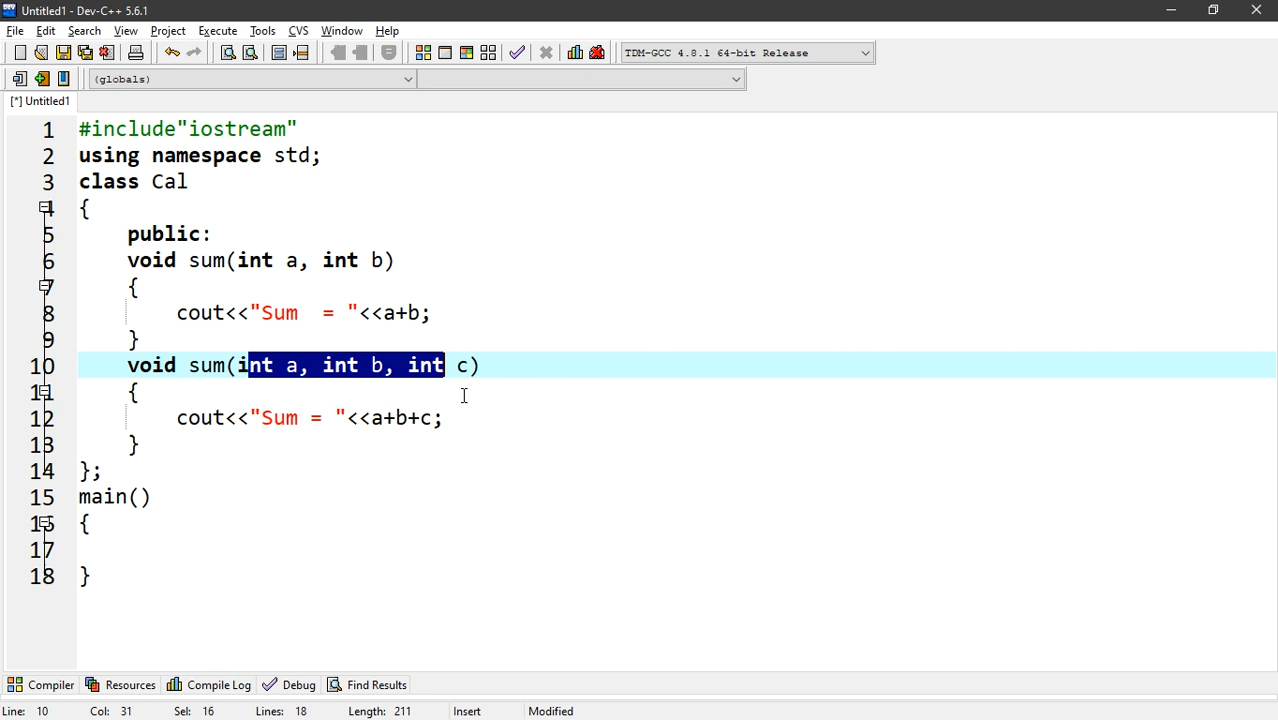 Untitled1 - Dev-C++ 5.6.1
File Edit Search View Project Execute Tools CVS Window Help
TDM-GCC 4.8.1 64-bit Release
(globals)
[*] Untitled1
1 #include"iostream"
2 using namespace std;
3 class Cal
4 {
5 public:
6 void sum(int a, int b)
7 {
8 cout<<"Sum  = "<<a+b;
9 }
10 void sum(int a, int b, int c)
11 {
12 cout<<"Sum = "<<a+b+c;
13 }
14 };
15 main()
16 {
17
18 }
Compiler Resources Compile Log Debug Find Results
Line: 10 Col: 31 Sel: 16 Lines: 18 Length: 211 Insert Modified